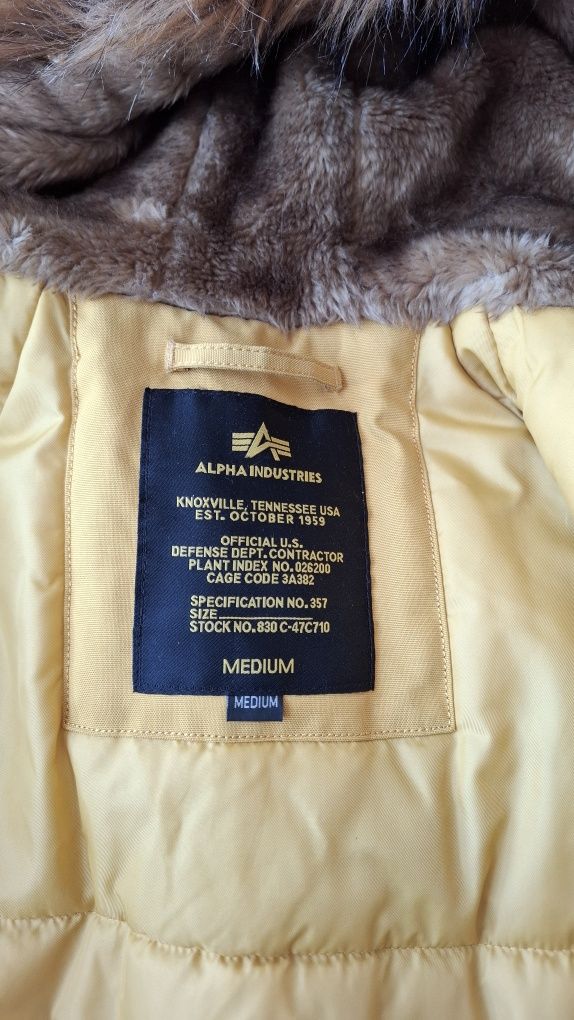 ALPHA INDUSTRIES
KNOXVILLE, TENNESSEE USA
EST. OCTOBER 1959
OFFICIAL U.S.
DEFENSE DEPT. CONTRACTOR
PLANT INDEX NO. 026200
CAGE CODE 3A382
SPECIFICATION NO. 357
SIZE
STOCK NO. 830 C-47C710
MEDIUM
MEDIUM